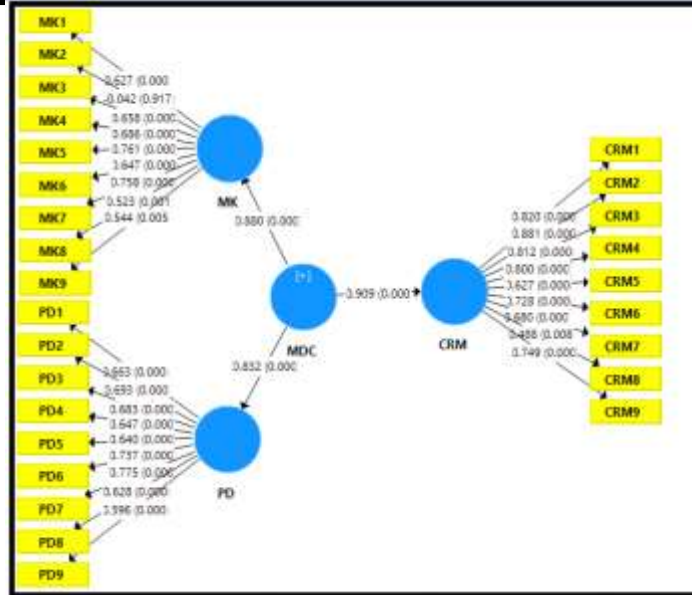 MK1
MK2
MK3
MK4
MK5
MK6
MK7
MK8
MK9
0.627 (0.000
-0.042 (0.917
0.658 (0.000
0.686 (0.000
0.761 (0.000
0.647 (0.000
0.758 (0.000
0.523 (0.001
0.544 (0.005
MK
0.880 (0.000
[+]
MDC
0.909 (0.000
0.832 (0.000
CRM
0.820 (0.000
0.881 (0.000
0.812 (0.000
0.800 (0.000
0.627 (0.000
0.728 (0.000
0.680 (0.000
0.488 (0.008
0.749 (0.000
CRM1
CRM2
CRM3
CRM4
CRM5
CRM6
CRM7
CRM8
CRM9
PD1
PD2
PD3
PD4
PD5
PD6
PD7
PD8
PD9
0.663 (0.000
0.693 (0.000
0.683 (0.000
0.647 (0.000
0.640 (0.000
0.737 (0.000
0.775 (0.000
0.628 (0.000
0.596 (0.000
PD